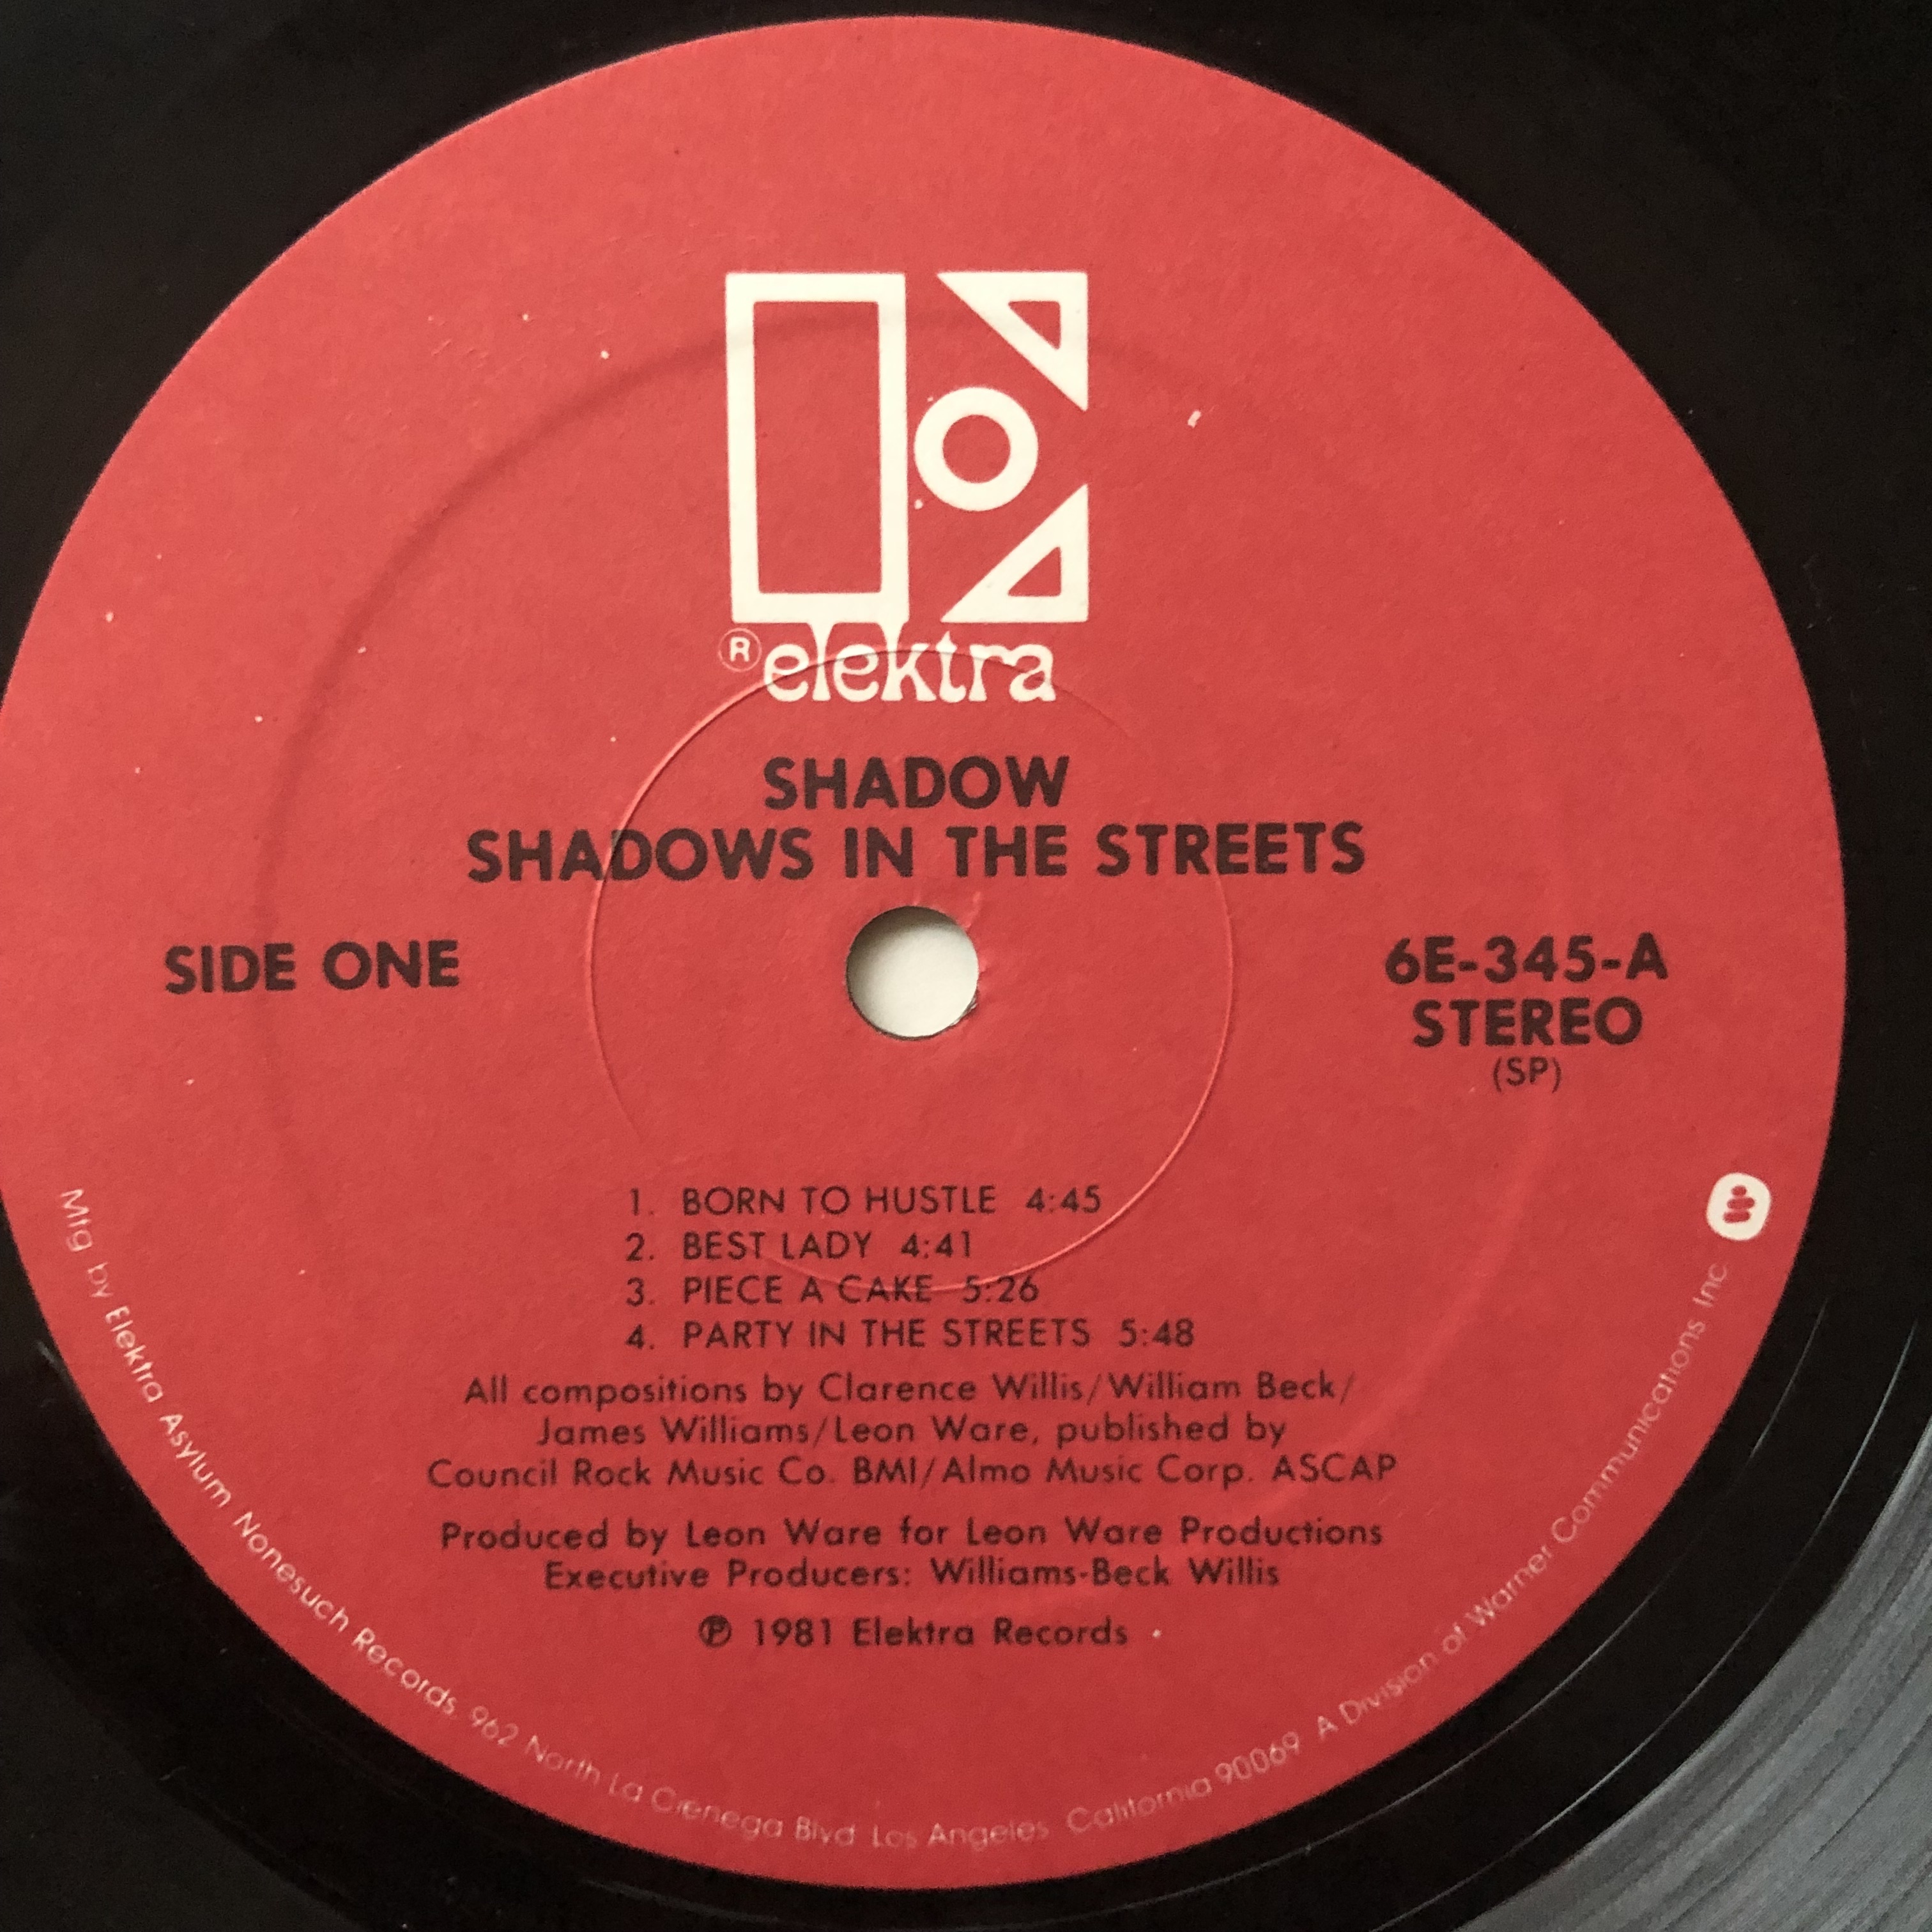 ® elektra
SHADOW
SHADOWS IN THE STREETS
SIDE ONE
6E-345-A
STEREO
(SP)
1. BORN TO HUSTLE 4:45
2. BEST LADY 4:41
3. PIECE A CAKE 5:26
4. PARTY IN THE STREETS 5:48
All compositions by Clarence Willis/William Beck/
James Williams/Leon Ware, published by
Council Rock Music Co. BMI/Almo Music Corp. ASCAP
Produced by Leon Ware for Leon Ware Productions
Executive Producers: Williams-Beck Willis
℗ 1981 Elektra Records
Mfg by Elektra Asylum Nonesuch Records 962 North La Cienega Blvd Los Angeles California 90069 A Division of Warner Communications Inc